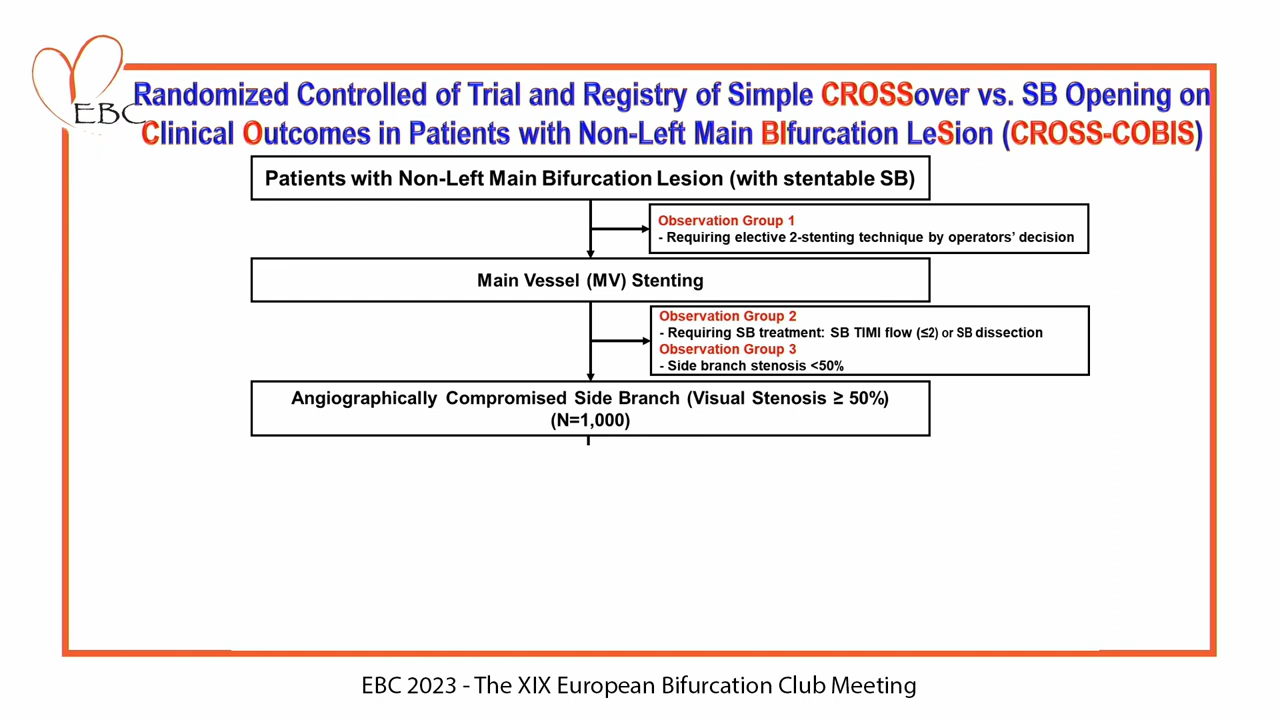 EBC
Randomized Controlled of Trial and Registry of Simple CROSSover vs. SB Opening on
Clinical Outcomes in Patients with Non-Left Main BIfurcation LeSion (CROSS-COBIS)
Patients with Non-Left Main Bifurcation Lesion (with stentable SB)
Observation Group 1
- Requiring elective 2-stenting technique by operators’ decision
Main Vessel (MV) Stenting
Observation Group 2
- Requiring SB treatment: SB TIMI flow (≤2) or SB dissection
Observation Group 3
- Side branch stenosis <50%
Angiographically Compromised Side Branch (Visual Stenosis ≥ 50%)
(N=1,000)
EBC 2023 - The XIX European Bifurcation Club Meeting